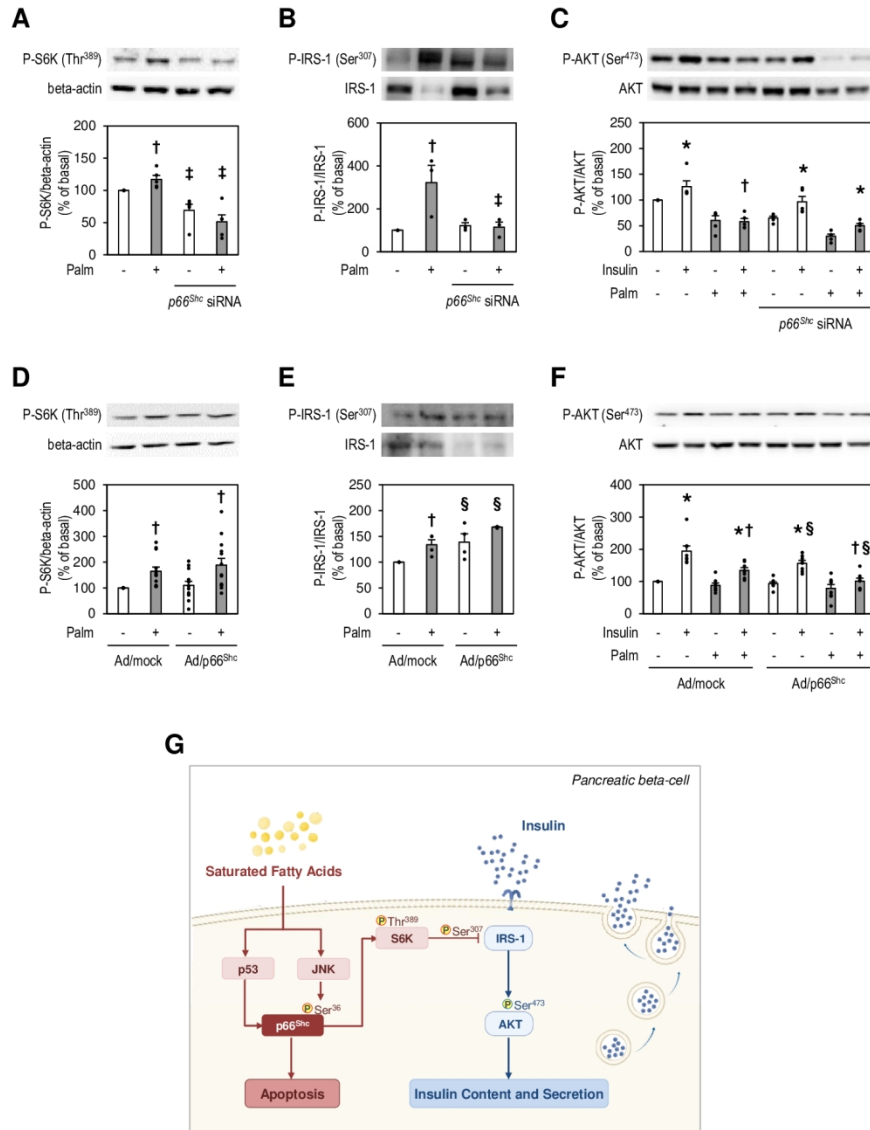 A
P-S6K (Thr389)
beta-actin
P-S6K/beta-actin
(% of basal)
200
150
100
50
0
† ‡ ‡
Palm - + - +
p66Shc siRNA
B
P-IRS-1 (Ser307)
IRS-1
P-IRS-1/IRS-1
(% of basal)
600
400
200
0
† ‡
Palm - + - +
p66Shc siRNA
C
P-AKT (Ser473)
AKT
P-AKT/AKT
(% of basal)
250
200
150
100
50
0
* † * *
Insulin - + - + - + - +
Palm - - + + - - + +
p66Shc siRNA
D
P-S6K (Thr389)
beta-actin
P-S6K/beta-actin
(% of basal)
500
400
300
200
100
0
† †
Palm - + - +
Ad/mock Ad/p66Shc
E
P-IRS-1 (Ser307)
IRS-1
P-IRS-1/IRS-1
(% of basal)
250
200
150
100
50
0
† § §
Palm - + - +
Ad/mock Ad/p66Shc
F
P-AKT (Ser473)
AKT
P-AKT/AKT
(% of basal)
400
300
200
100
0
* *† *§ †§
Insulin - + - + - + - +
Palm - - + + - - + +
Ad/mock Ad/p66Shc
G
Pancreatic beta-cell
Insulin
Saturated Fatty Acids
P Thr389
S6K
P Ser307
IRS-1
p53
JNK
P Ser36
p66Shc
P Ser473
AKT
Apoptosis
Insulin Content and Secretion